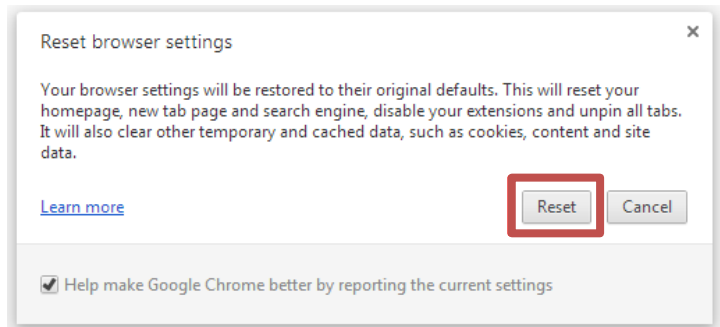 Reset browser settings
Your browser settings will be restored to their original defaults. This will reset your
homepage, new tab page and search engine, disable your extensions and unpin all tabs.
It will also clear other temporary and cached data, such as cookies, content and site
data.
Learn more
Reset
Cancel
Help make Google Chrome better by reporting the current settings